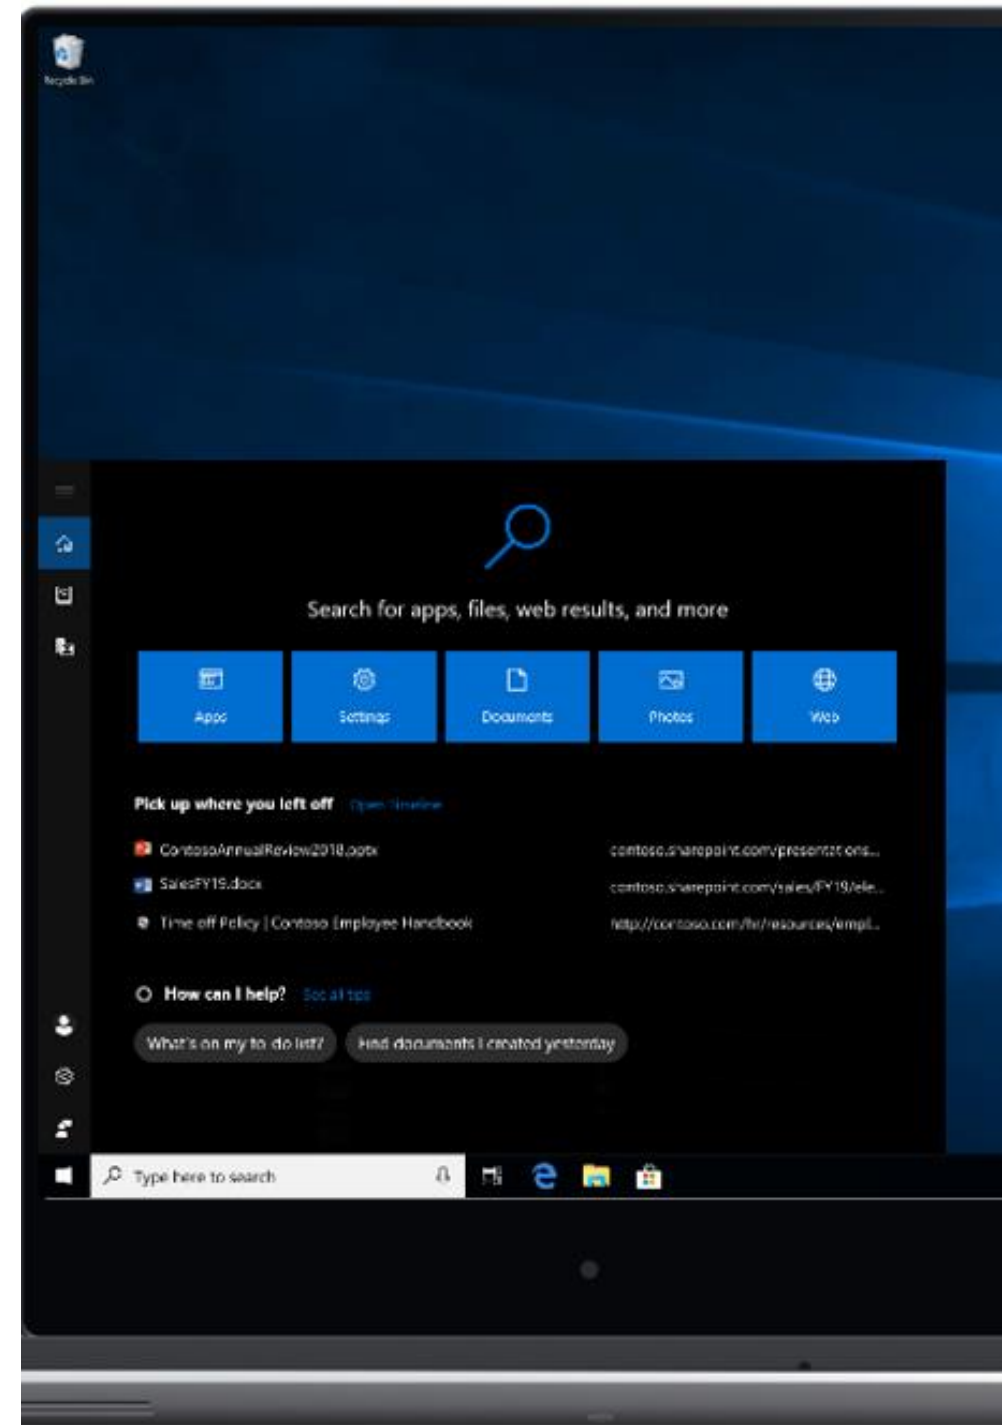 Recycle Bin
Search for apps, files, web results, and more
Apps Settings Documents Photos Web
Pick up where you left off Open Timeline
ContosoAnnualReview2018.pptx contoso.sharepoint.com/presentations...
SalesFY19.docx contoso.sharepoint.com/sales/FY19/ele...
Time off Policy | Contoso Employee Handbook http://contoso.com/hr/resources/empl...
How can I help? See all tips
What's on my to-do list? Find documents I created yesterday
Type here to search